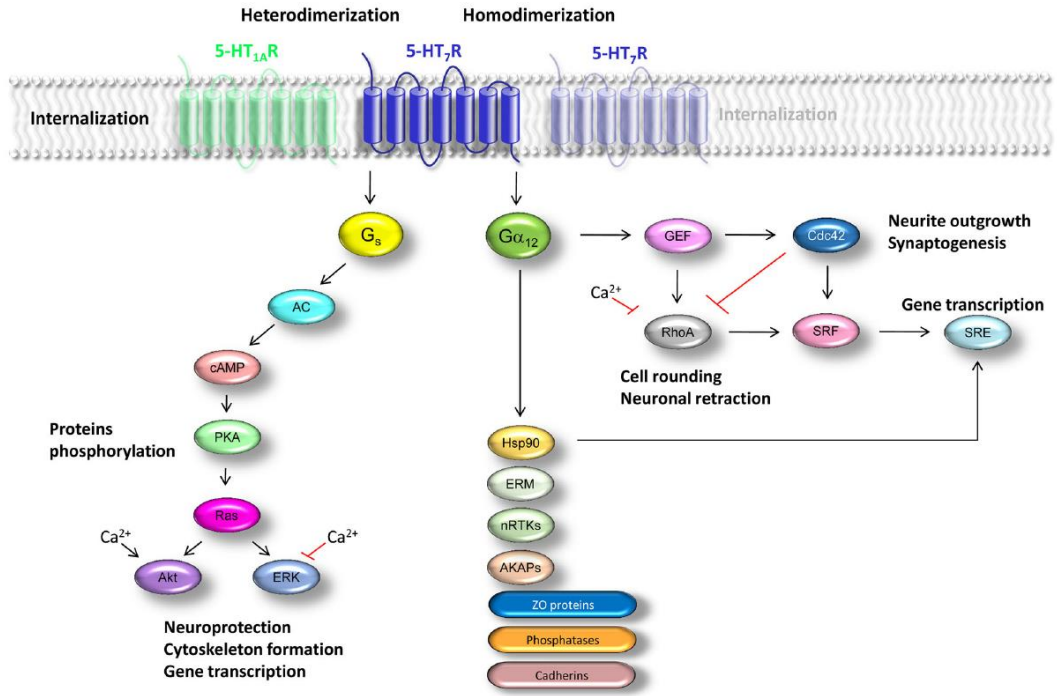 Heterodimerization
Homodimerization
5-HT1AR
5-HT7R
5-HT7R
Internalization
Internalization
Gs
Gα12
GEF
Cdc42
Neurite outgrowth
Synaptogenesis
AC
Ca2+
RhoA
SRF
Gene transcription
SRE
cAMP
Cell rounding
Neuronal retraction
Proteins
phosphorylation
PKA
Hsp90
ERM
Ras
nRTKs
Ca2+
Ca2+
Akt
ERK
AKAPs
ZO proteins
Neuroprotection
Cytoskeleton formation
Gene transcription
Phosphatases
Cadherins